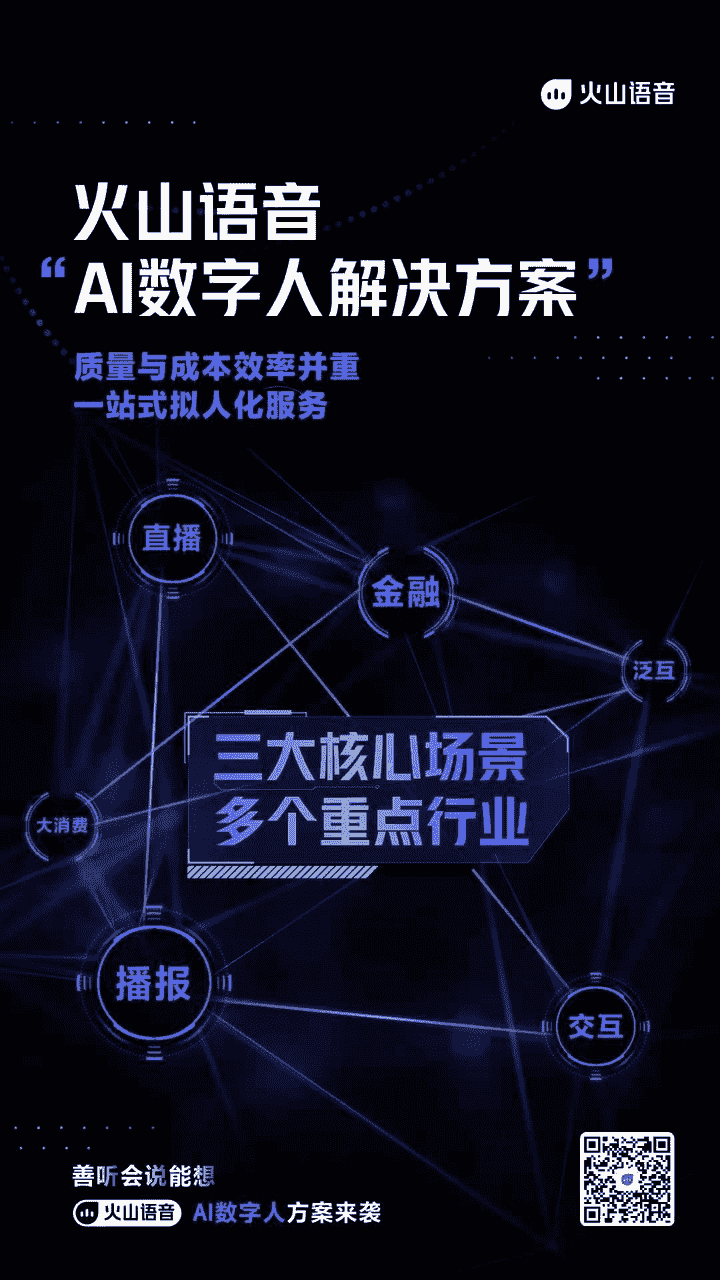 火山语音
火山语音
“AI数字人解决方案”
质量与成本效率并重
一站式拟人化服务
直播
金融
泛互
三大核心场景
多个重点行业
大消费
播报
交互
善听会说能想
火山语音 AI数字人方案来袭